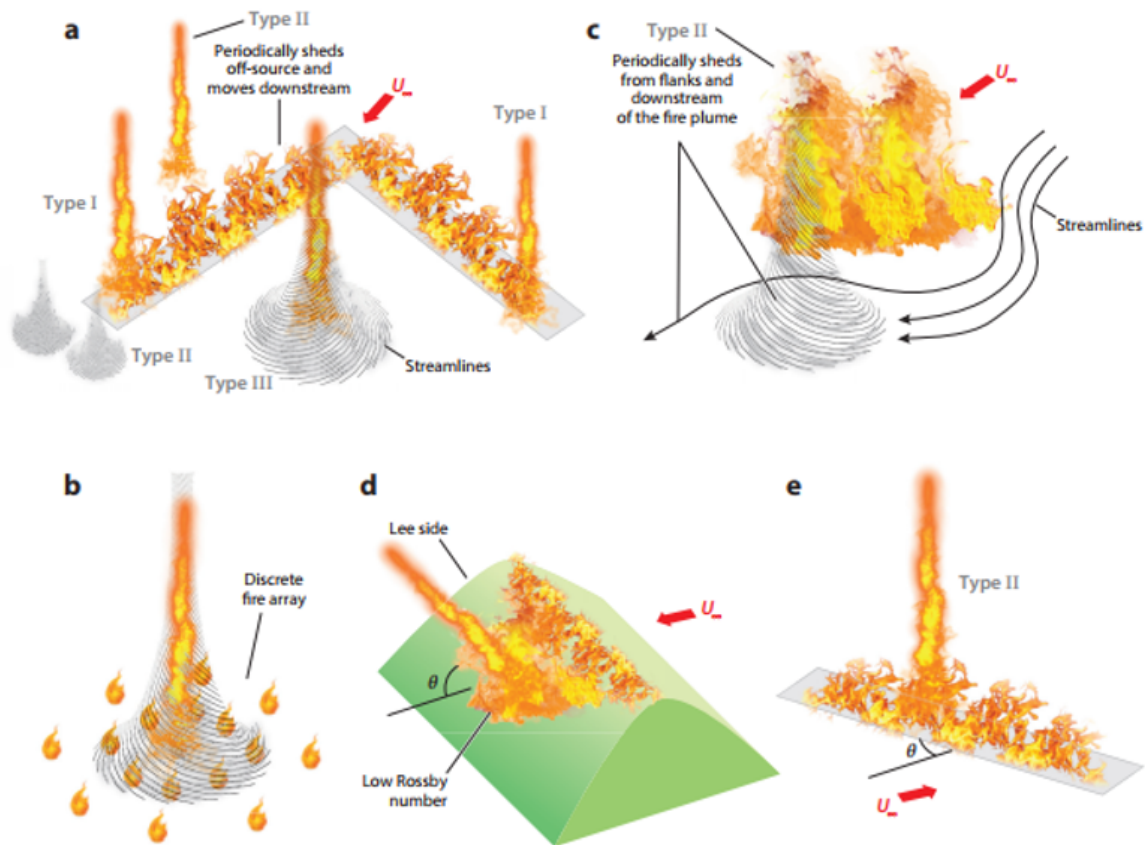 a
Type II
Periodically sheds
off-source and
moves downstream
U∞
Type I
Type I
Type II
Type III
Streamlines
c
Type II
Periodically sheds
from flanks and
downstream
of the fire plume
U∞
Streamlines
b
Discrete
fire array
d
Lee side
U∞
θ
Low Rossby
number
e
Type II
θ
U∞